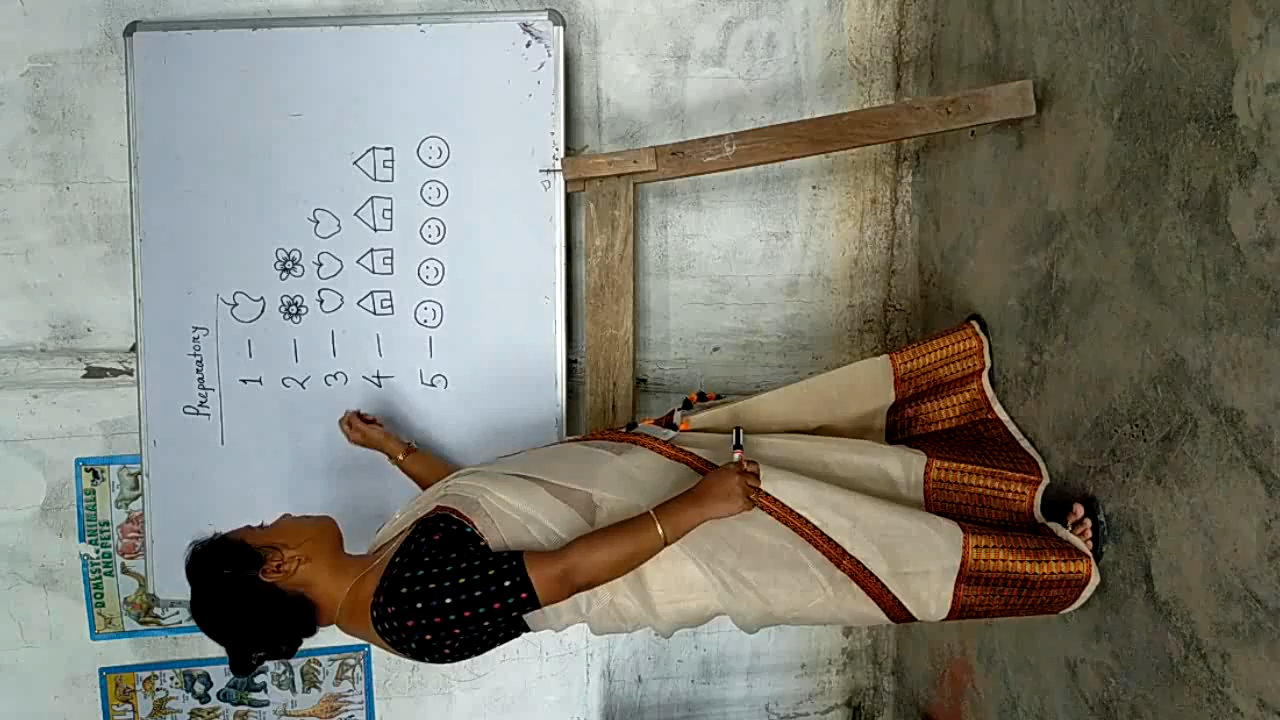 Preparatory
1 –
2 –
3 –
4 –
5 –
DOMESTIC ANIMALS
AND PETS